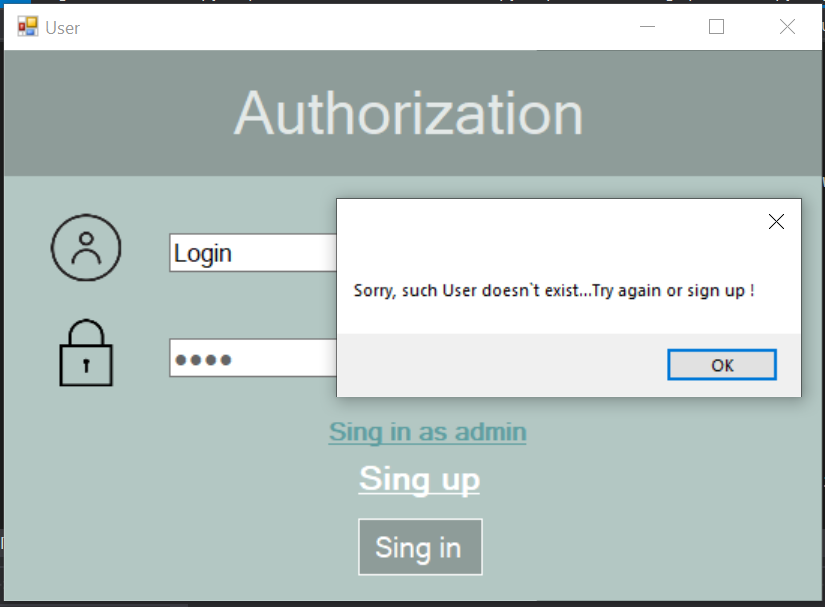 User
Authorization
Login
Sorry, such User doesn`t exist...Try again or sign up !
OK
Sing in as admin
Sing up
Sing in